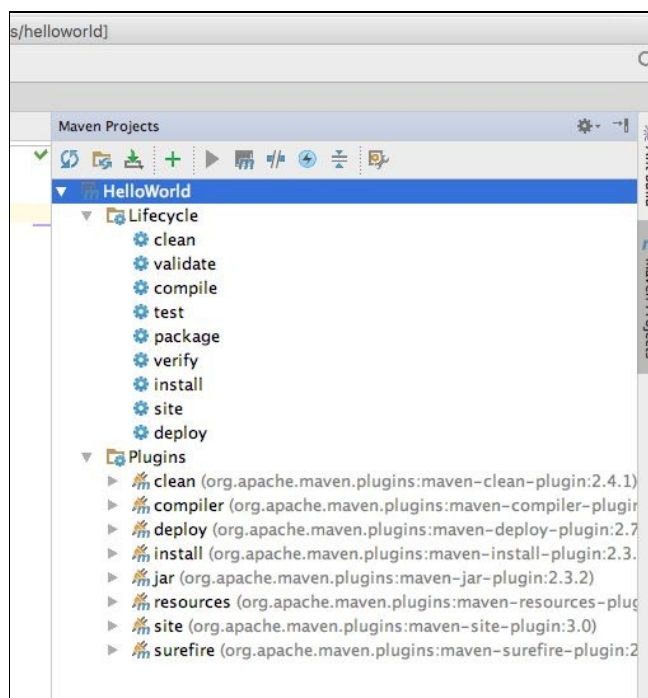 s/helloworld]
Maven Projects
HelloWorld
Lifecycle
clean
validate
compile
test
package
verify
install
site
deploy
Plugins
clean (org.apache.maven.plugins:maven-clean-plugin:2.4.1)
compiler (org.apache.maven.plugins:maven-compiler-plugin
deploy (org.apache.maven.plugins:maven-deploy-plugin:2.7
install (org.apache.maven.plugins:maven-install-plugin:2.3.
jar (org.apache.maven.plugins:maven-jar-plugin:2.3.2)
resources (org.apache.maven.plugins:maven-resources-plug
site (org.apache.maven.plugins:maven-site-plugin:3.0)
surefire (org.apache.maven.plugins:maven-surefire-plugin:2
Maven Projects